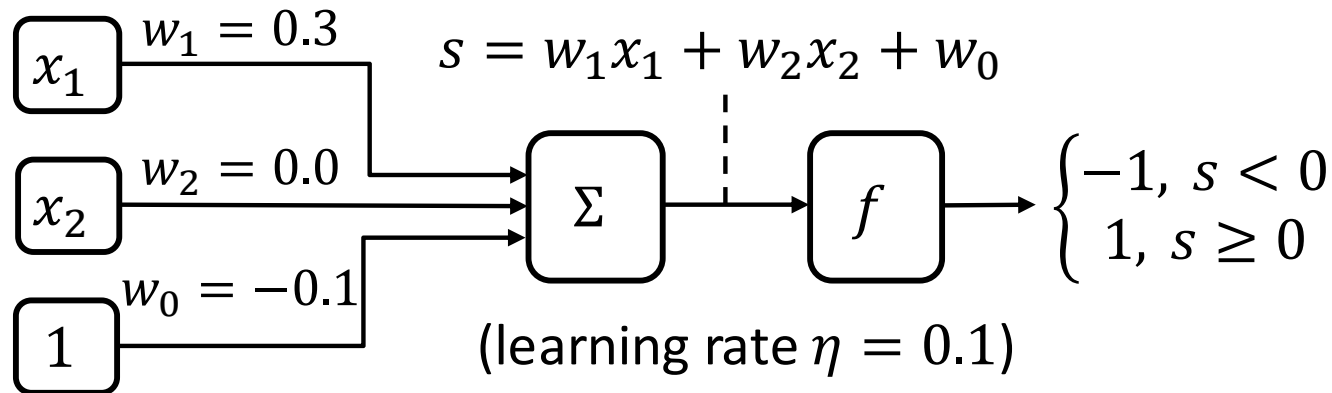 x₁
w₁ = 0.3
s = w₁x₁ + w₂x₂ + w₀
x₂
w₂ = 0.0
Σ
f
−1, s < 0
1, s ≥ 0
1
w₀ = −0.1
(learning rate η = 0.1)